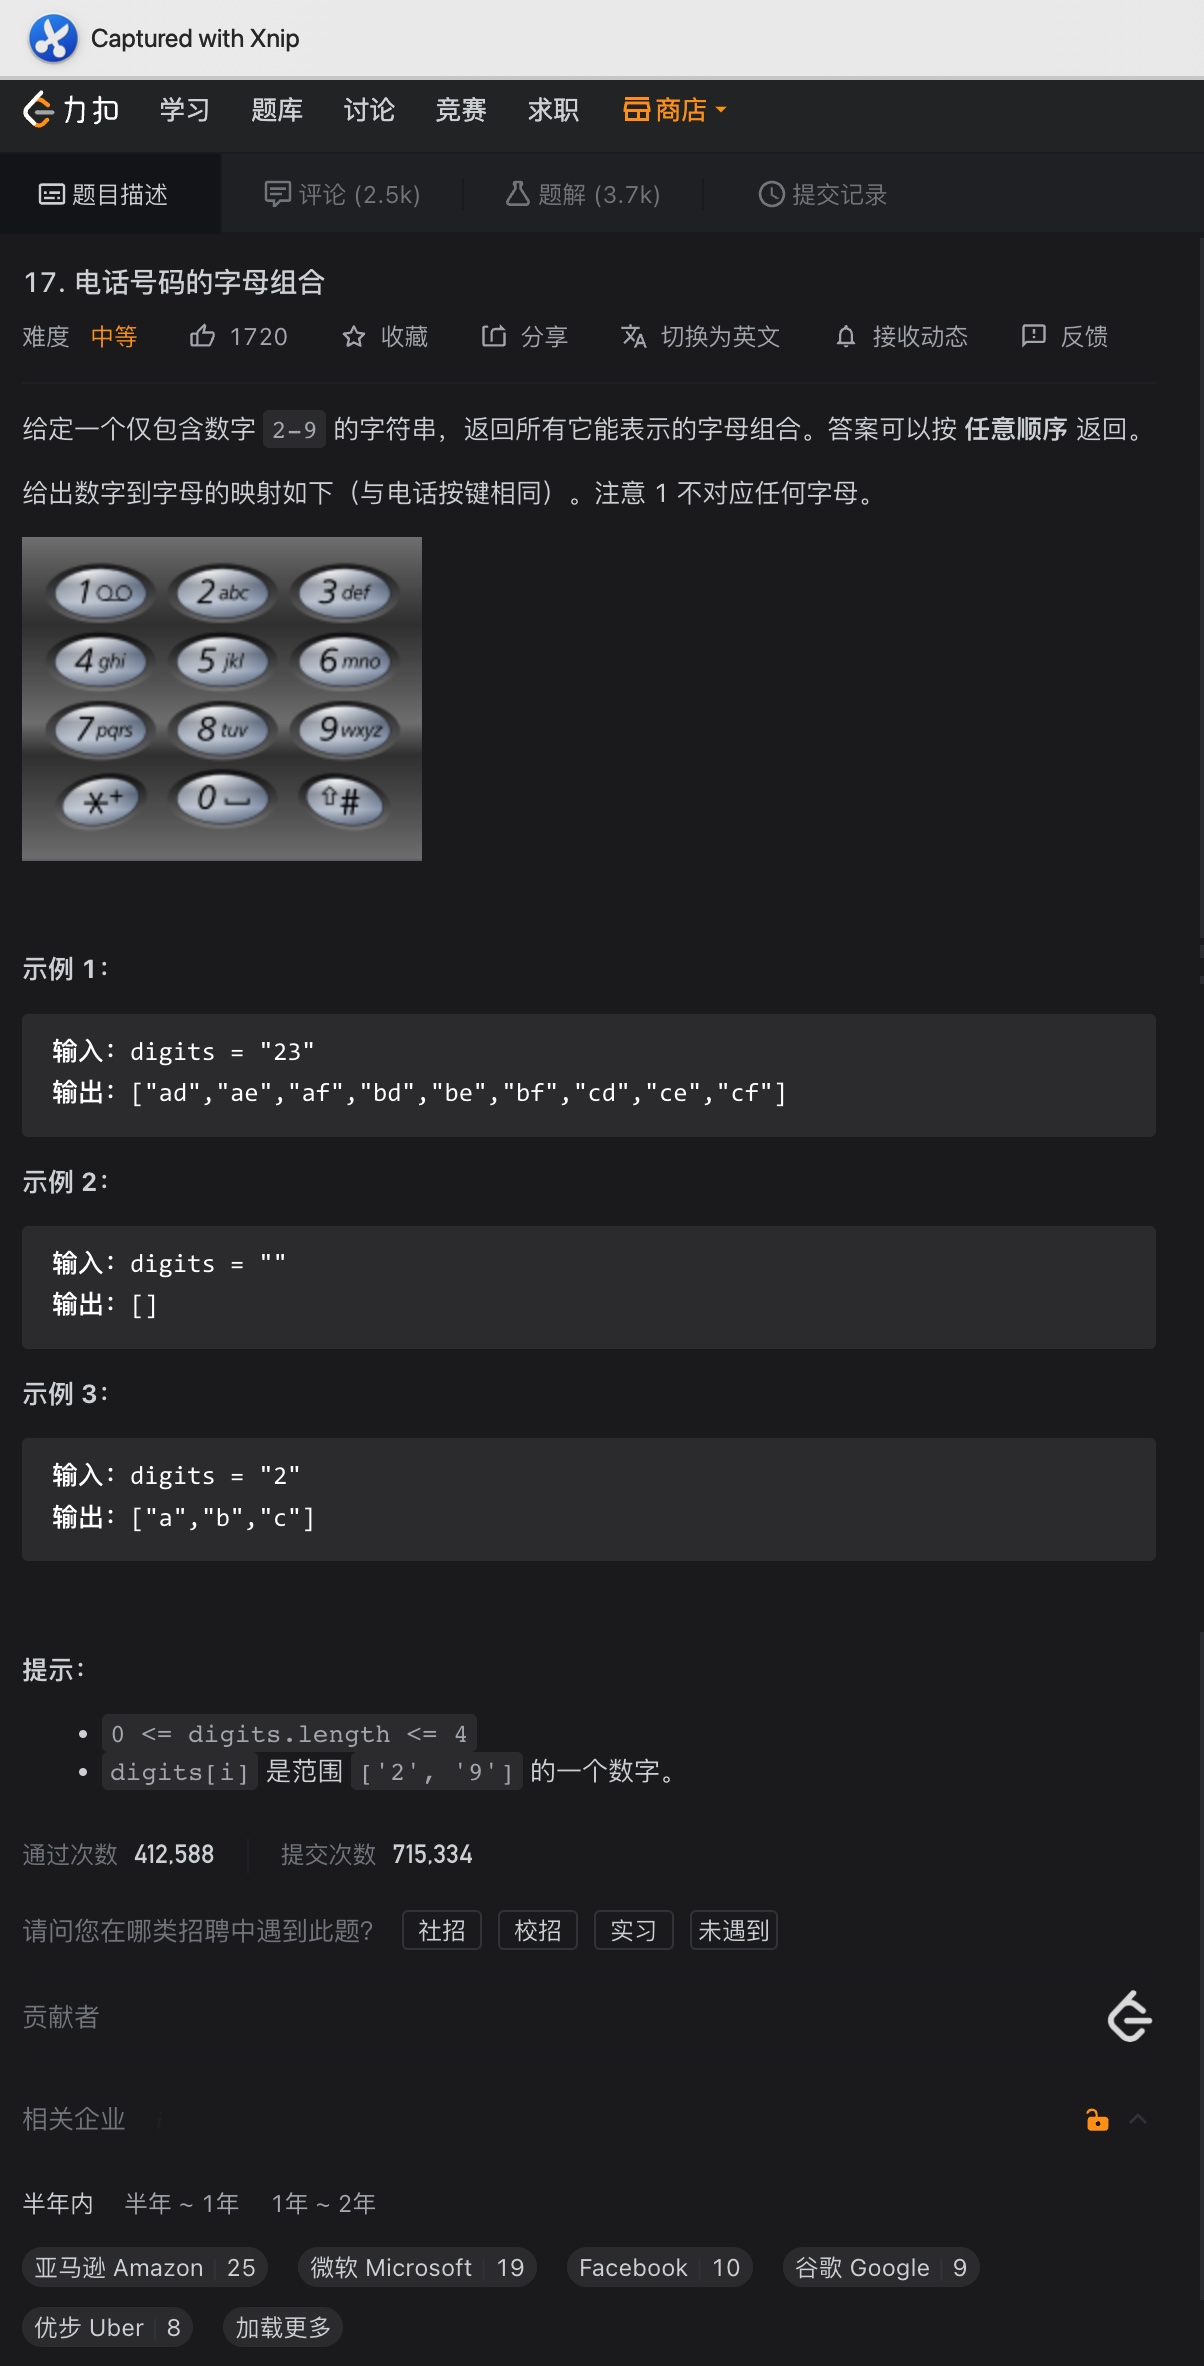 Captured with Xnip
力扣 学习 题库 讨论 竞赛 求职 商店
题目描述 评论 (2.5k) 题解 (3.7k) 提交记录
17. 电话号码的字母组合
难度 中等 1720 收藏 分享 切换为英文 接收动态 反馈
给定一个仅包含数字 2-9 的字符串，返回所有它能表示的字母组合。答案可以按 任意顺序 返回。
给出数字到字母的映射如下（与电话按键相同）。注意 1 不对应任何字母。
1 2 abc 3 def
4 ghi 5 jkl 6 mno
7 pqrs 8 tuv 9 wxyz
*+ 0 #
示例 1：
输入：digits = "23"
输出：["ad","ae","af","bd","be","bf","cd","ce","cf"]
示例 2：
输入：digits = ""
输出：[]
示例 3：
输入：digits = "2"
输出：["a","b","c"]
提示：
• 0 <= digits.length <= 4
• digits[i] 是范围 ['2', '9'] 的一个数字。
通过次数 412,588 提交次数 715,334
请问您在哪类招聘中遇到此题？ 社招 校招 实习 未遇到
贡献者
相关企业
半年内 半年 ~ 1年 1年 ~ 2年
亚马逊 Amazon 25 微软 Microsoft 19 Facebook 10 谷歌 Google 9
优步 Uber 8 加载更多